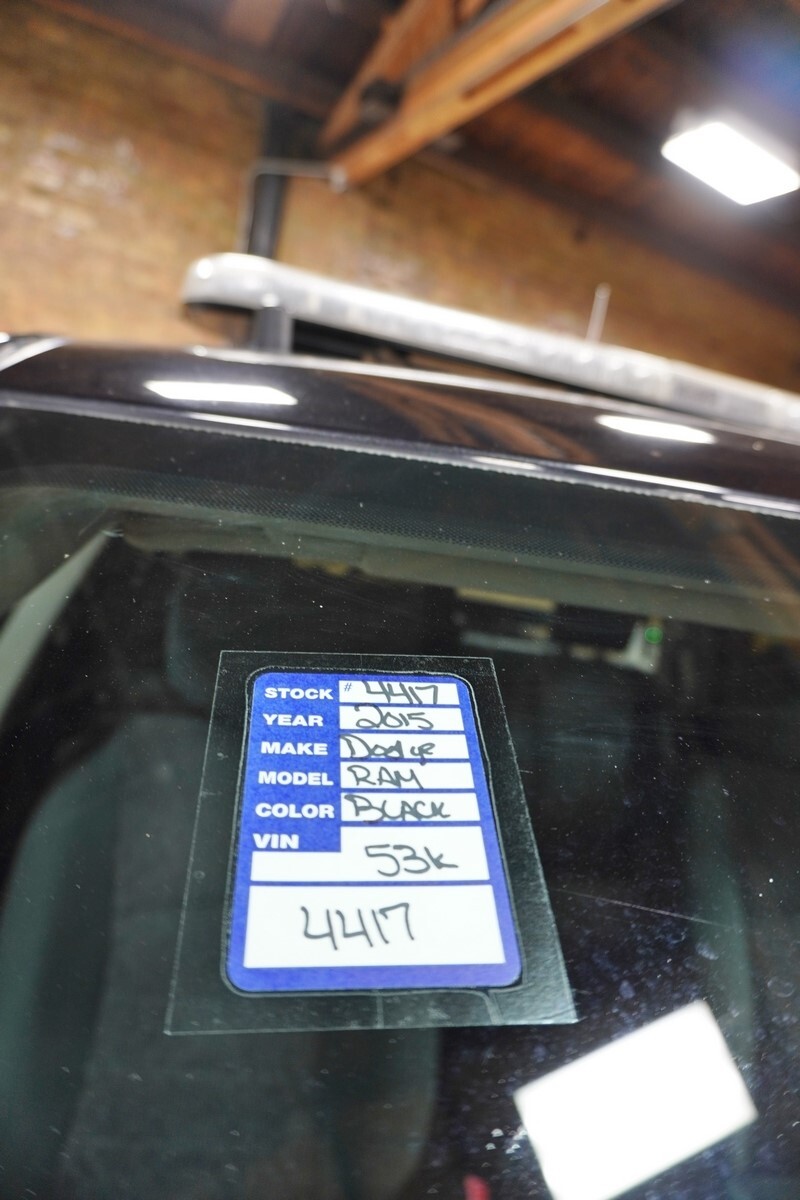 STOCK # 4417
YEAR 2015
MAKE Dodge
MODEL RAM
COLOR BLACK
VIN
53k
4417